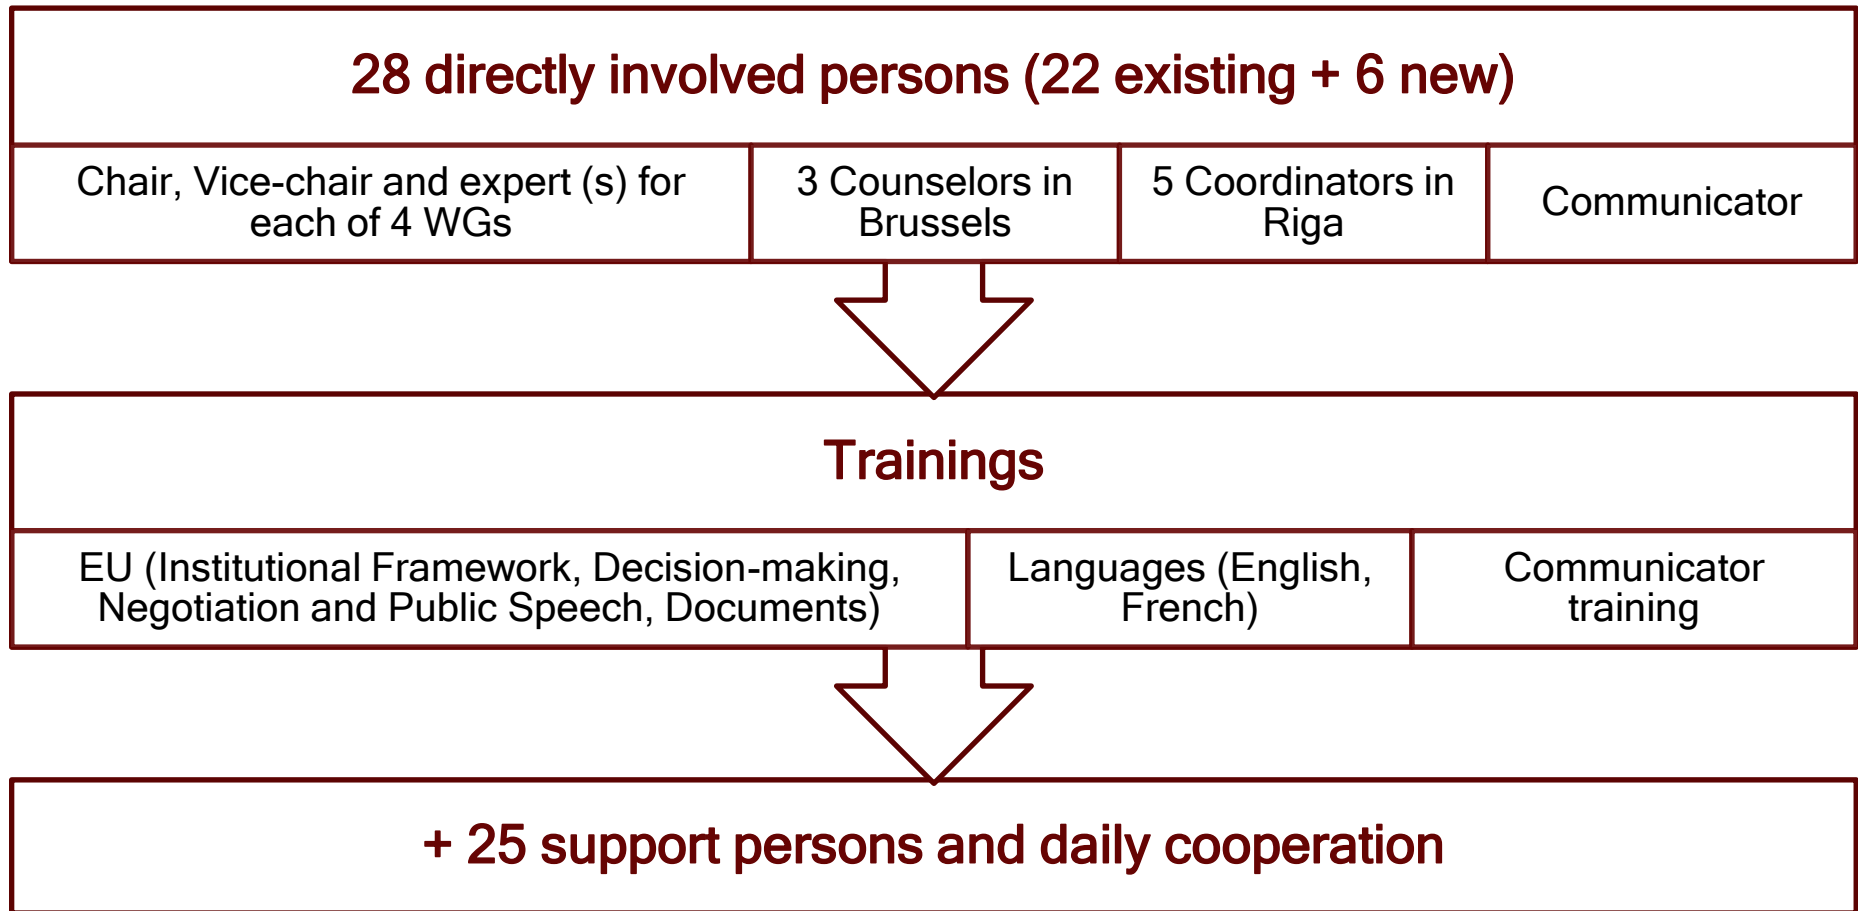 28 directly involved persons (22 existing + 6 new)
Chair, Vice-chair and expert (s) for
each of 4 WGs
3 Counselors in
Brussels
5 Coordinators in
Riga
Communicator
Trainings
EU (Institutional Framework, Decision-making,
Negotiation and Public Speech, Documents)
Languages (English,
French)
Communicator
training
+ 25 support persons and daily cooperation